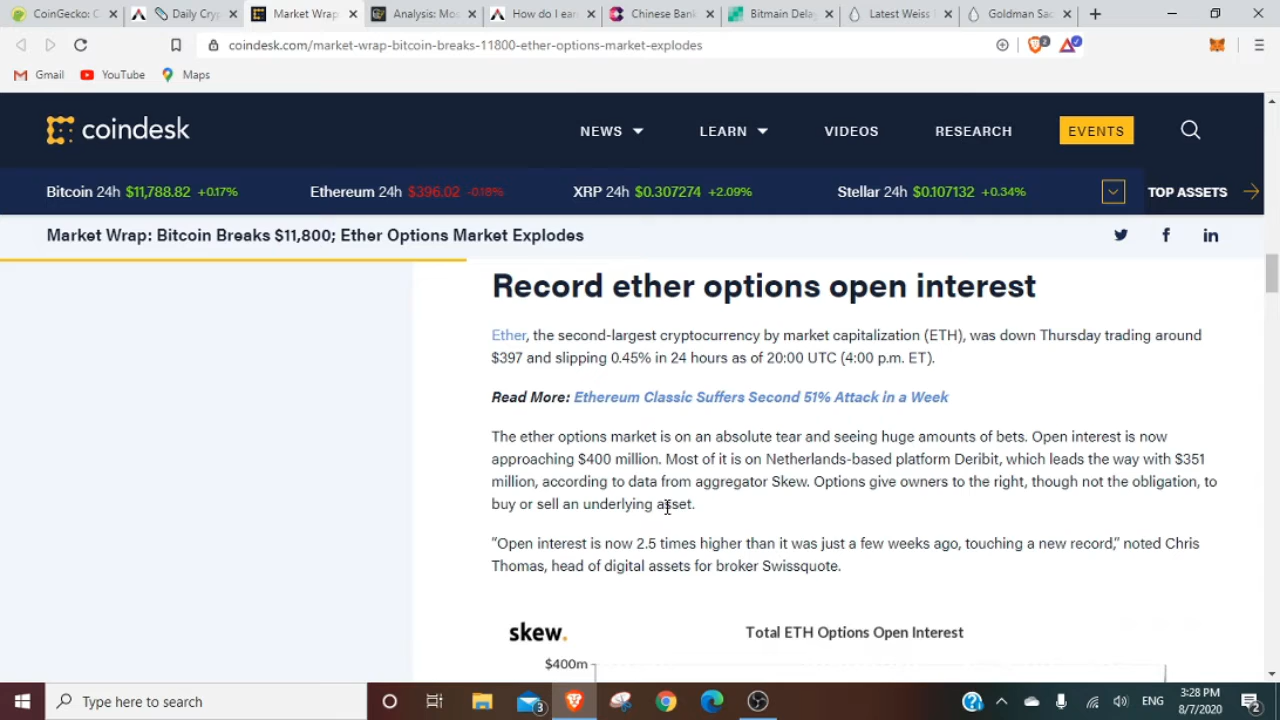 CoinGecko: C
Daily Cry
Market Wrap
Analysis: Mo
How do I ea
Chinese Bank
Bitmain Dela
Latest Weiss
Goldman Sac
coindesk.com/market-wrap-bitcoin-breaks-11800-ether-options-market-explodes
2
Gmail
YouTube
Maps
coindesk
NEWS
LEARN
VIDEOS
RESEARCH
EVENTS
Bitcoin 24h $11,788.82 +0.17%
Ethereum 24h $396.02 -0.18%
XRP 24h $0.307274 +2.09%
Stellar 24h $0.107132 +0.34%
TOP ASSETS
Market Wrap: Bitcoin Breaks $11,800; Ether Options Market Explodes
Record ether options open interest
Ether, the second-largest cryptocurrency by market capitalization (ETH), was down Thursday trading around
$397 and slipping 0.45% in 24 hours as of 20:00 UTC (4:00 p.m. ET).
Read More: Ethereum Classic Suffers Second 51% Attack in a Week
The ether options market is on an absolute tear and seeing huge amounts of bets. Open interest is now
approaching $400 million. Most of it is on Netherlands-based platform Deribit, which leads the way with $351
million, according to data from aggregator Skew. Options give owners to the right, though not the obligation, to
buy or sell an underlying asset.
“Open interest is now 2.5 times higher than it was just a few weeks ago, touching a new record,” noted Chris
Thomas, head of digital assets for broker Swissquote.
skew.
Total ETH Options Open Interest
$400m
Type here to search
3
ENG
3:28 PM
8/7/2020
2